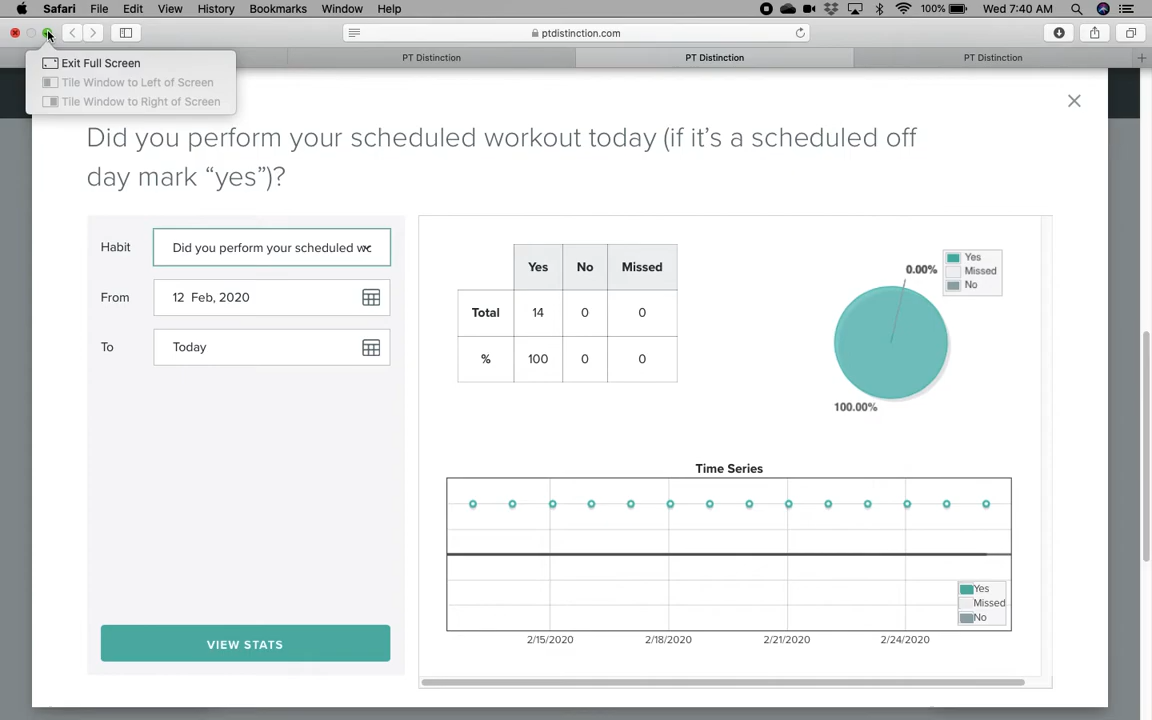 Safari File Edit View History Bookmarks Window Help 100% Wed 7:40 AM
ptdistinction.com
Exit Full Screen
Tile Window to Left of Screen
Tile Window to Right of Screen
PT Distinction PT Distinction PT Distinction
Did you perform your scheduled workout today (if it’s a scheduled off
day mark “yes”)?
Habit Did you perform your scheduled wo
From 12 Feb, 2020
To Today
VIEW STATS
Yes No Missed
Total 14 0 0
% 100 0 0
0.00%
100.00%
Yes
Missed
No
Time Series
Yes
Missed
No
2/15/2020 2/18/2020 2/21/2020 2/24/2020